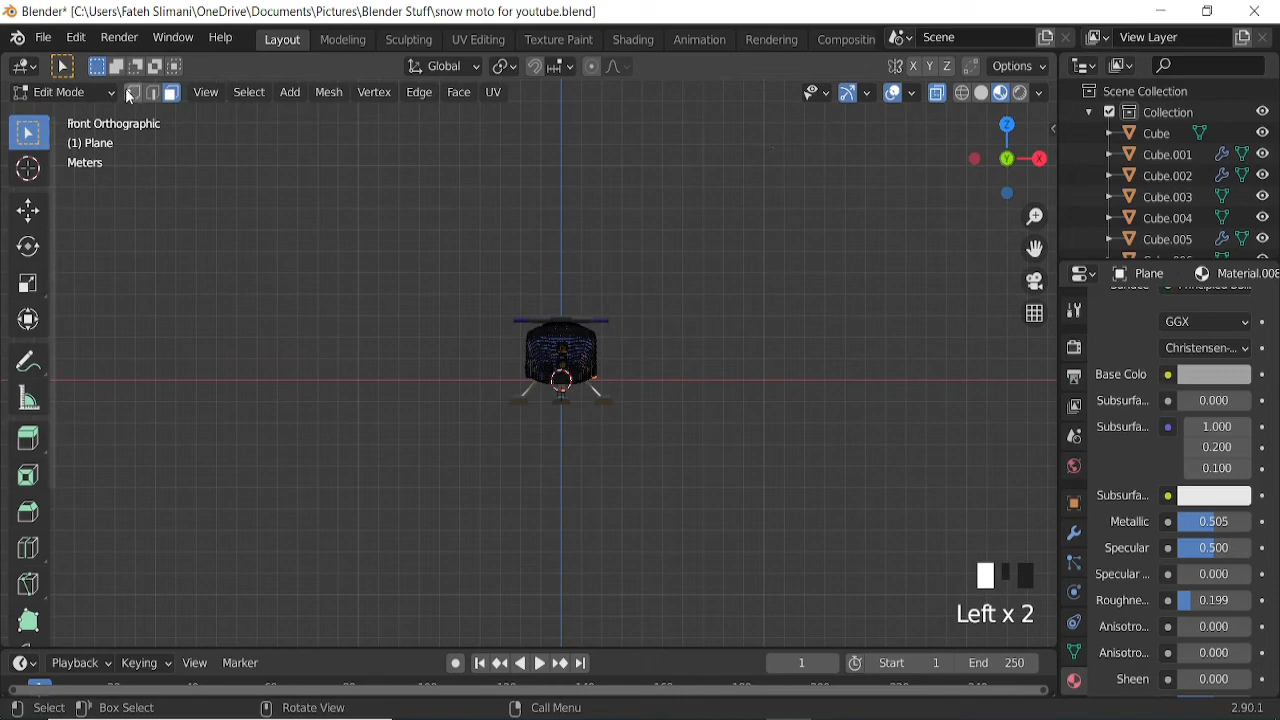 Blender* [C:\Users\Fateh Slimani\OneDrive\Documents\Pictures\Blender Stuff\snow moto for youtube.blend]
File Edit Render Window Help Layout Modeling Sculpting UV Editing Texture Paint Shading Animation Rendering Compositin Scene View Layer
Global X Y Z Options
Edit Mode View Select Add Mesh Vertex Edge Face UV
Scene Collection
Collection
Cube
Cube.001
Cube.002
Cube.003
Cube.004
Cube.005
Front Orthographic
(1) Plane
Meters
Z
Y
X
Plane Material.008
GGX
Christensen-
Base Colo
Subsurfa... 0.000
Subsurfa... 1.000
0.200
0.100
Subsurfa...
Metallic 0.505
Specular 0.500
Specular ... 0.000
Roughne... 0.199
Anisotro... 0.000
Anisotro... 0.000
Sheen 0.000
Left x 2
Playback Keying View Marker 1 Start 1 End 250
Select Box Select Rotate View Call Menu 2.90.1